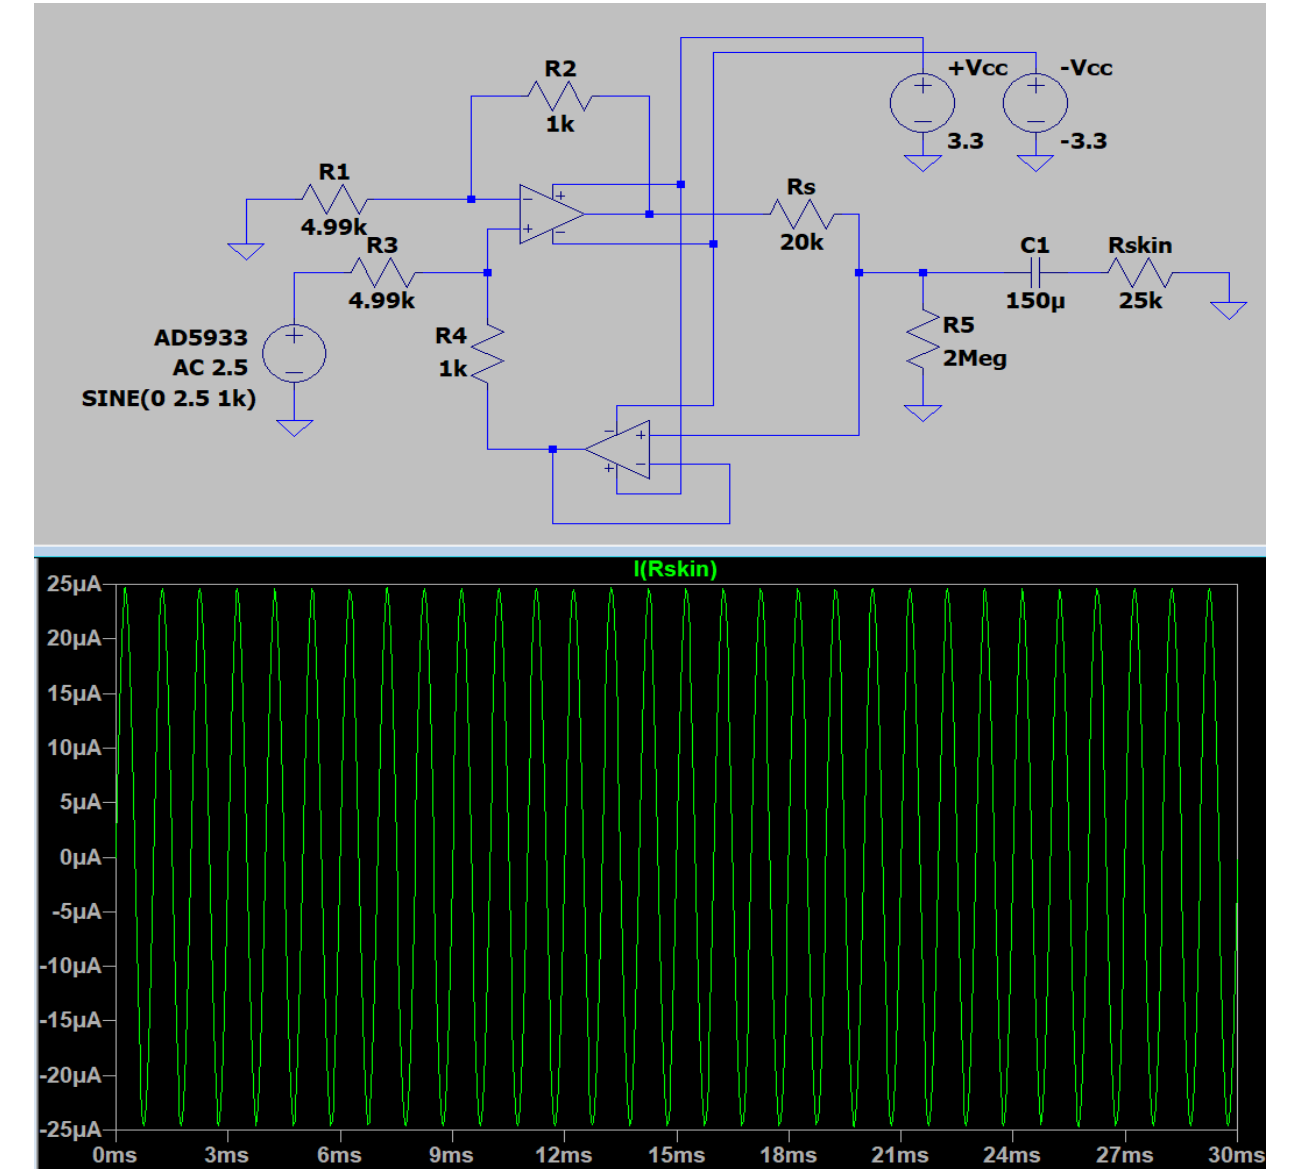 R2
1k
+Vcc
-Vcc
3.3
-3.3
R1
4.99k
R3
4.99k
Rs
20k
C1
150µ
Rskin
25k
R5
2Meg
R4
1k
AD5933
AC 2.5
SINE(0 2.5 1k)
I(Rskin)
25µA
20µA
15µA
10µA
5µA
0µA
-5µA
-10µA
-15µA
-20µA
-25µA
0ms 3ms 6ms 9ms 12ms 15ms 18ms 21ms 24ms 27ms 30ms